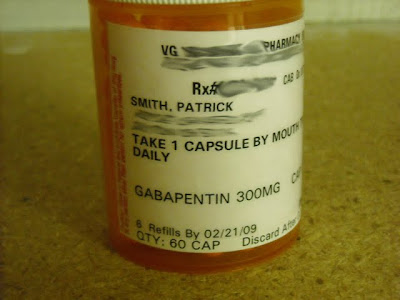 VG PHARMACY
CAB
Rx#
SMITH, PATRICK
TAKE 1 CAPSULE BY MOUTH
DAILY
GABAPENTIN 300MG
6 Refills By 02/21/09
QTY: 60 CAP Discard After